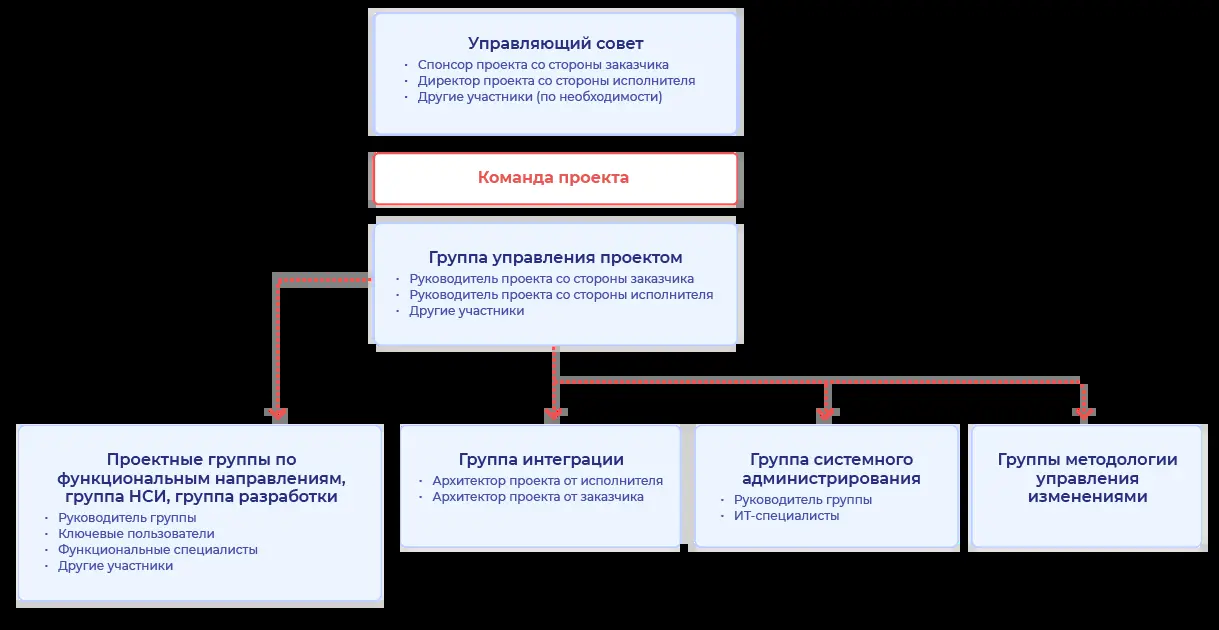 Управляющий совет
· Спонсор проекта со стороны заказчика
· Директор проекта со стороны исполнителя
· Другие участники (по необходимости)
Команда проекта
Группа управления проектом
· Руководитель проекта со стороны заказчика
· Руководитель проекта со стороны исполнителя
· Другие участники
Проектные группы по
функциональным направлениям,
группа НСИ, группа разработки
· Руководитель группы
· Ключевые пользователи
· Функциональные специалисты
· Другие участники
Группа интеграции
· Архитектор проекта от исполнителя
· Архитектор проекта от заказчика
Группа системного
администрирования
· Руководитель группы
· ИТ-специалисты
Группы методологии
управления
изменениями